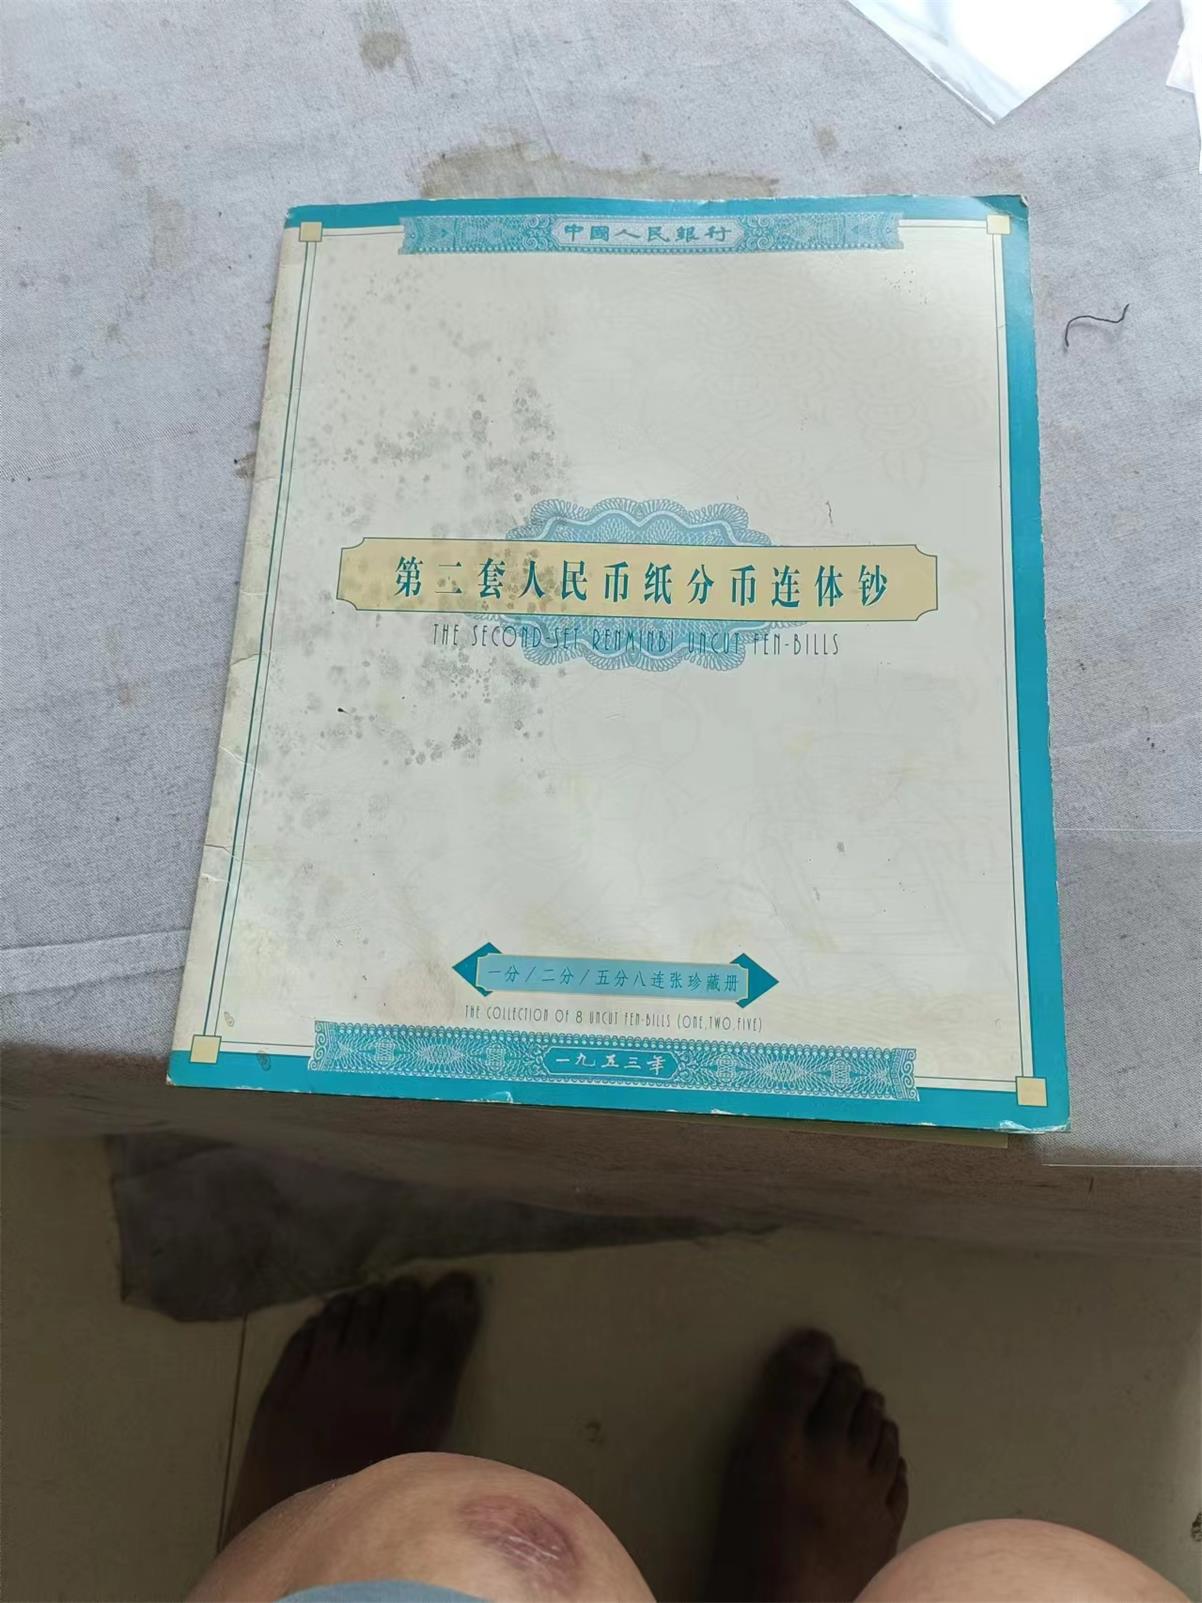 中國人民銀行
第二套人民币纸分币连体钞
THE SECOND-SET RENMINBI UNCUT FEN-BILLS
一分/二分/五分八连张珍藏册
THE COLLECTION OF 8 UNCUT FEN-BILLS (ONE,TWO,FIVE)
一九五三年